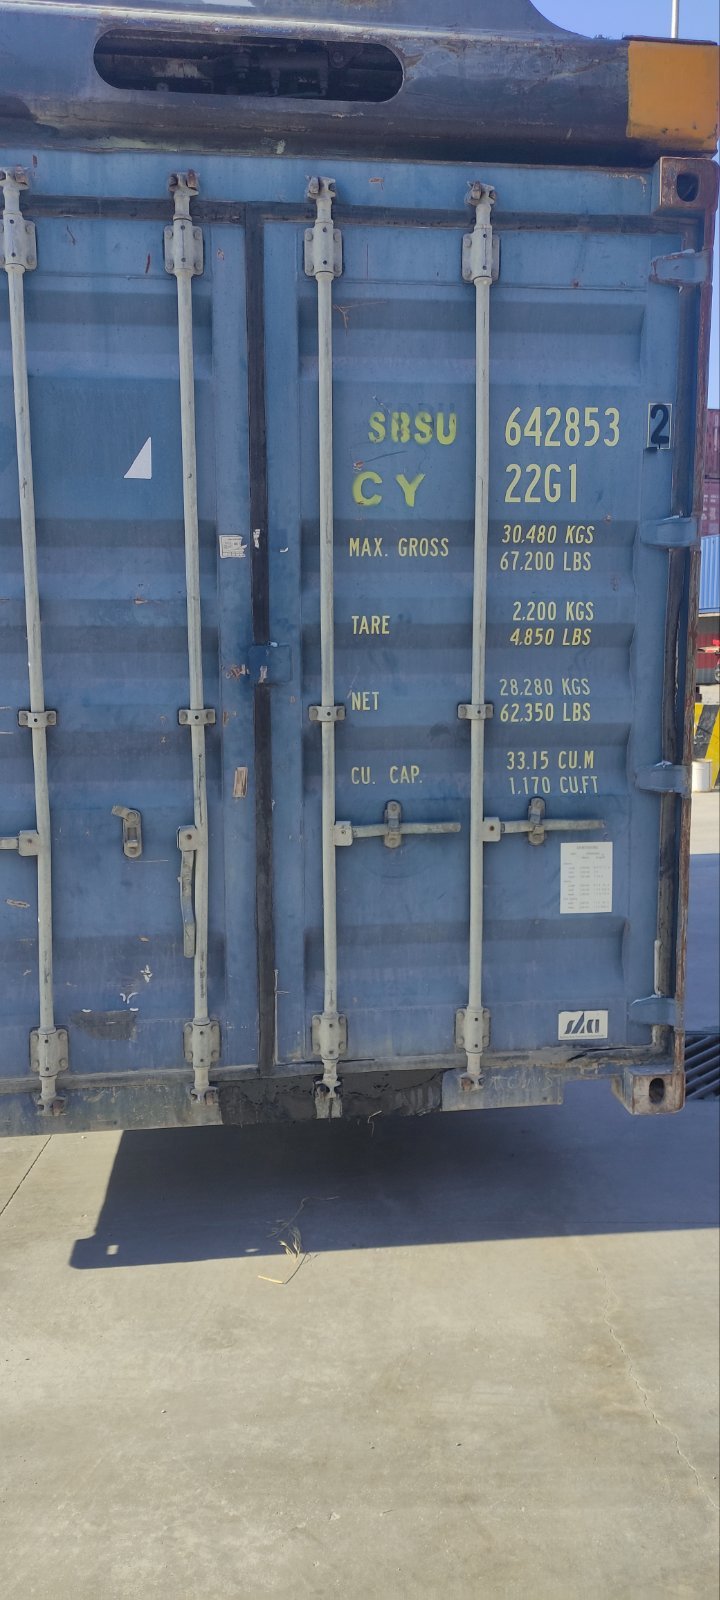 SBSU 642853 2
CY 22G1
MAX. GROSS 30.480 KGS
67.200 LBS
TARE 2.200 KGS
4.850 LBS
NET 28.280 KGS
62.350 LBS
CU. CAP. 33.15 CU.M
1.170 CU.FT